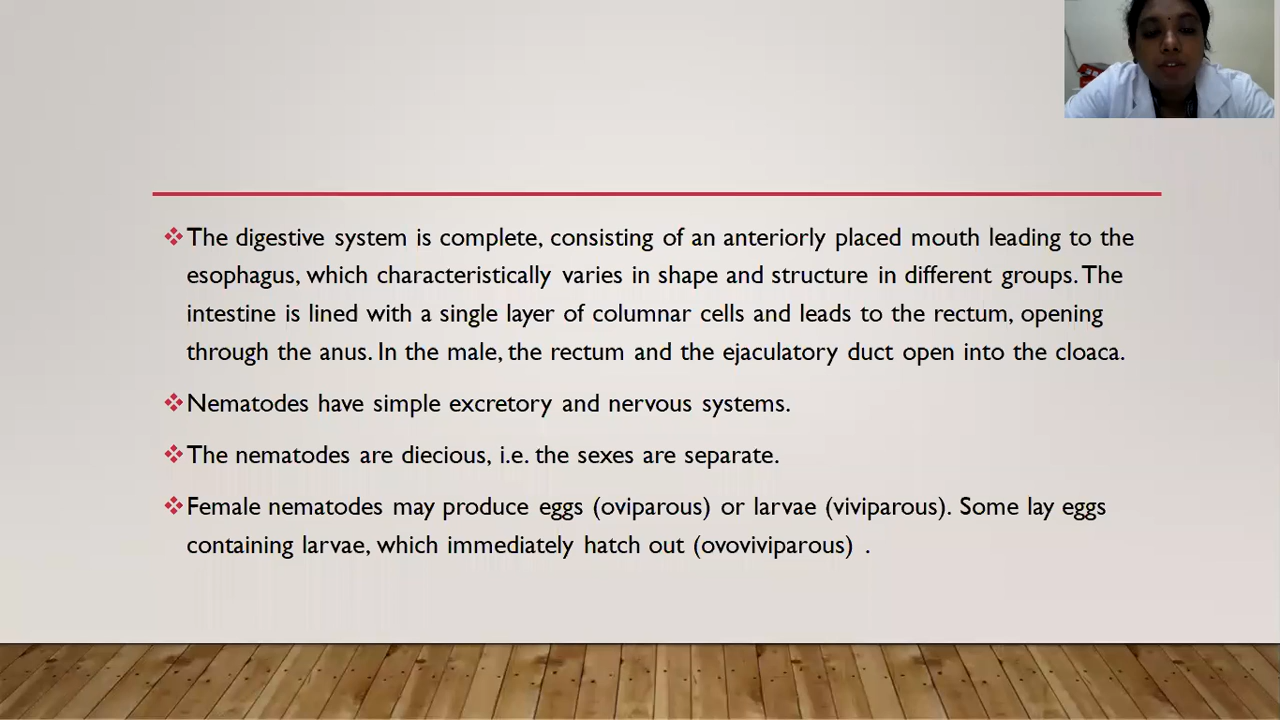 ❖The digestive system is complete, consisting of an anteriorly placed mouth leading to the
esophagus, which characteristically varies in shape and structure in different groups. The
intestine is lined with a single layer of columnar cells and leads to the rectum, opening
through the anus. In the male, the rectum and the ejaculatory duct open into the cloaca.
❖Nematodes have simple excretory and nervous systems.
❖The nematodes are diecious, i.e. the sexes are separate.
❖Female nematodes may produce eggs (oviparous) or larvae (viviparous). Some lay eggs
containing larvae, which immediately hatch out (ovoviviparous) .